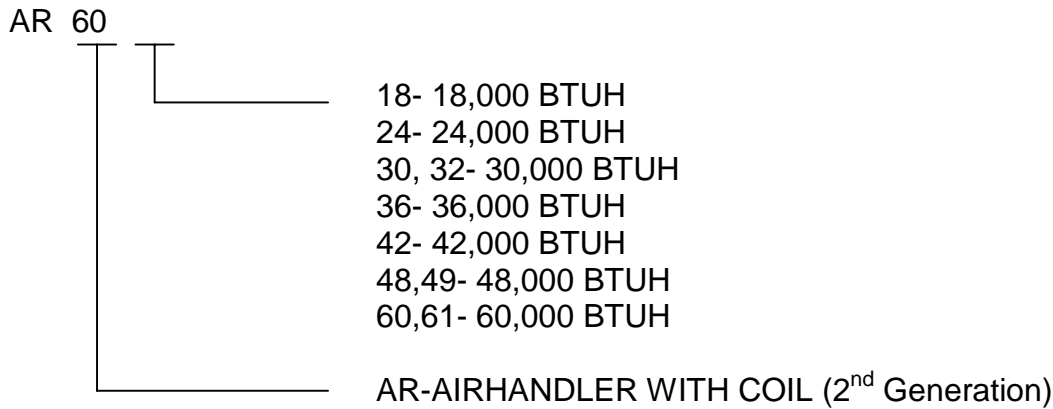 AR 60
18- 18,000 BTUH
24- 24,000 BTUH
30, 32- 30,000 BTUH
36- 36,000 BTUH
42- 42,000 BTUH
48,49- 48,000 BTUH
60,61- 60,000 BTUH
AR-AIRHANDLER WITH COIL (2nd Generation)